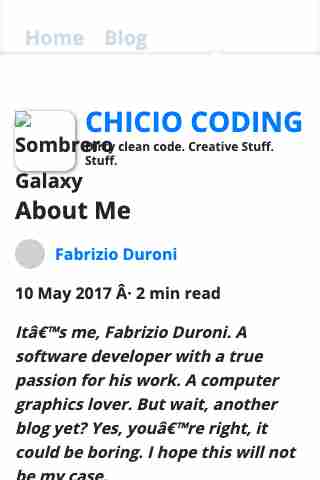 Home Blog
CHICIO CODING
Dirty clean code. Creative Stuff.
Stuff.
Sombrero
Galaxy
About Me
Fabrizio Duroni
10 May 2017 Â· 2 min read
Itâ€™s me, Fabrizio Duroni. A
software developer with a true
passion for his work. A computer
graphics lover. But wait, another
blog yet? Yes, youâ€™re right, it
could be boring. I hope this will not
be my case.